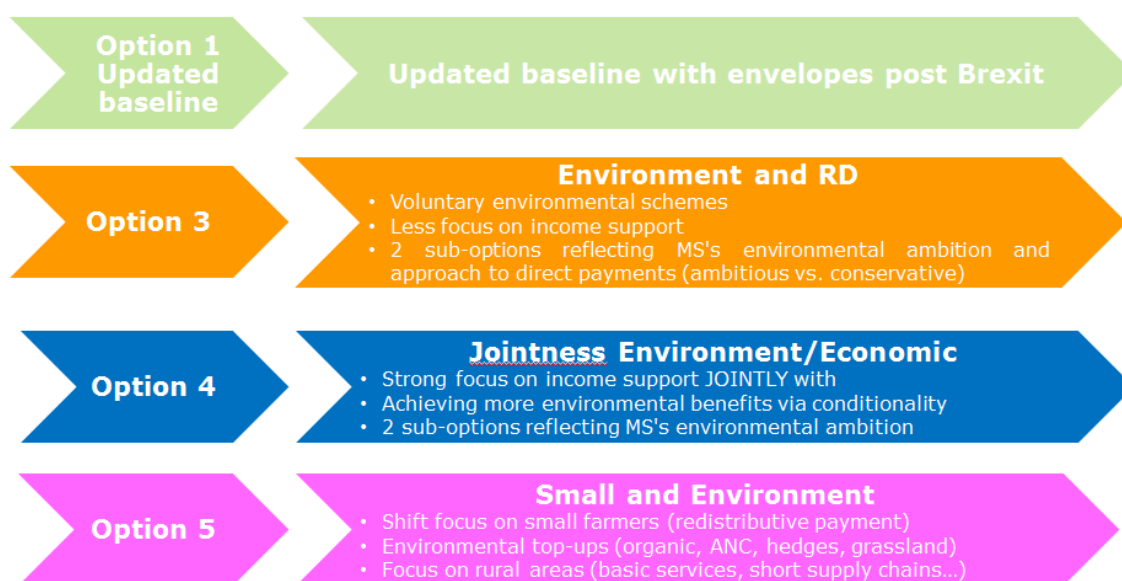 Option 1
Updated
baseline
Updated baseline with envelopes post Brexit
Option 3
Environment and RD
• Voluntary environmental schemes
• Less focus on income support
• 2 sub-options reflecting MS's environmental ambition and
approach to direct payments (ambitious vs. conservative)
Option 4
Jointness Environment/Economic
• Strong focus on income support JOINTLY with
• Achieving more environmental benefits via conditionality
• 2 sub-options reflecting MS's environmental ambition
Option 5
Small and Environment
• Shift focus on small farmers (redistributive payment)
• Environmental top-ups (organic, ANC, hedges, grassland)
• Focus on rural areas (basic services, short supply chains...)